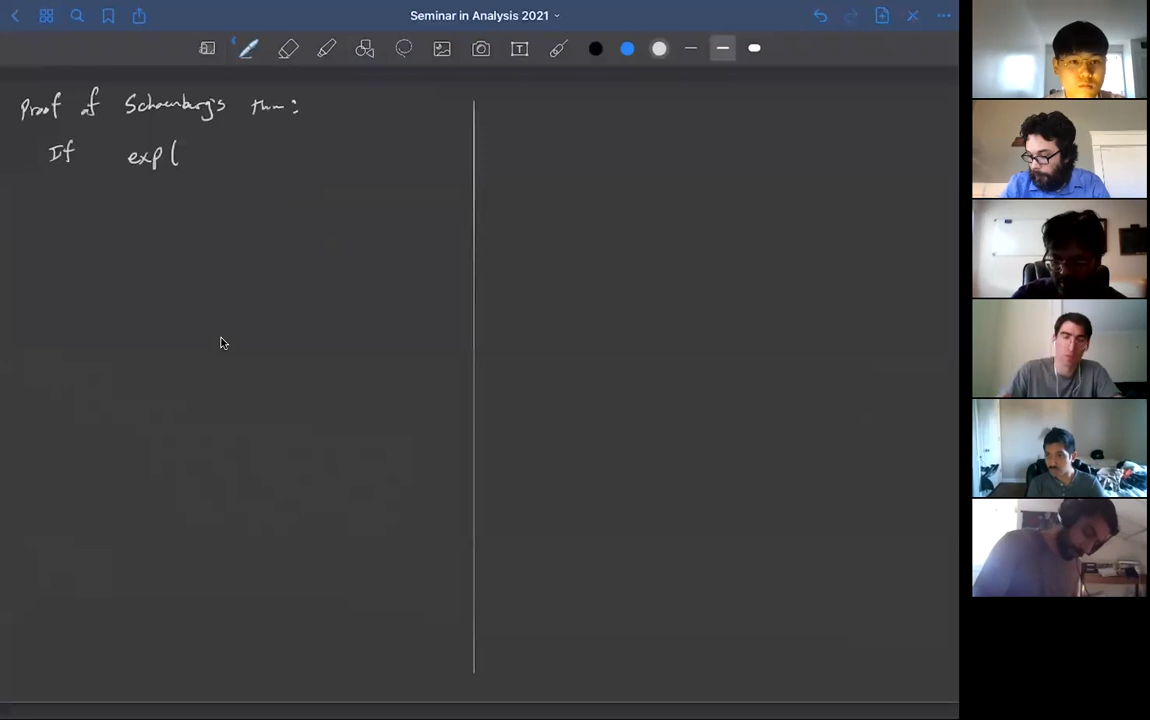 Seminar in Analysis 2021
Proof of Schoenberg's thm:
If exp(